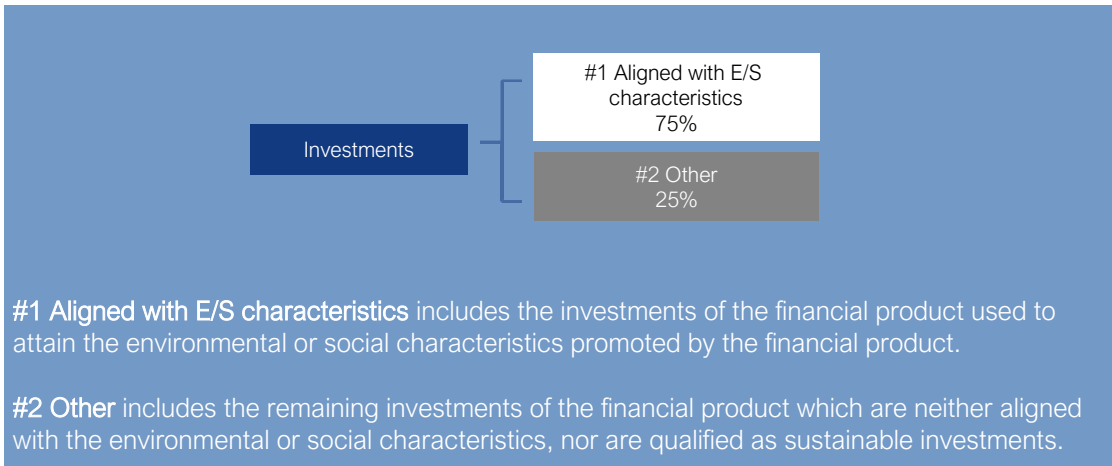 #1 Aligned with E/S
characteristics
75%
Investments
#2 Other
25%
#1 Aligned with E/S characteristics includes the investments of the financial product used to
attain the environmental or social characteristics promoted by the financial product.
#2 Other includes the remaining investments of the financial product which are neither aligned
with the environmental or social characteristics, nor are qualified as sustainable investments.